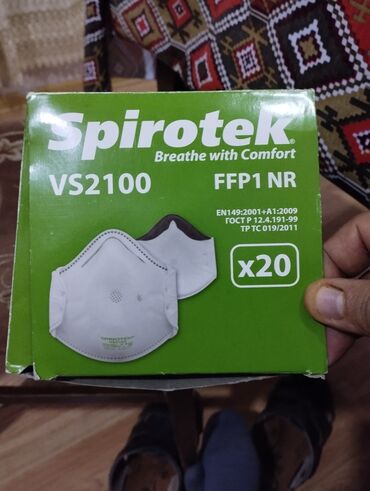 Spirotek®
Breathe with Comfort
VS2100 FFP1 NR
EN149:2001+A1:2009
ГОСТ Р 12.4.191-99
ТР ТС 019/2011
x20
SPIROTEK